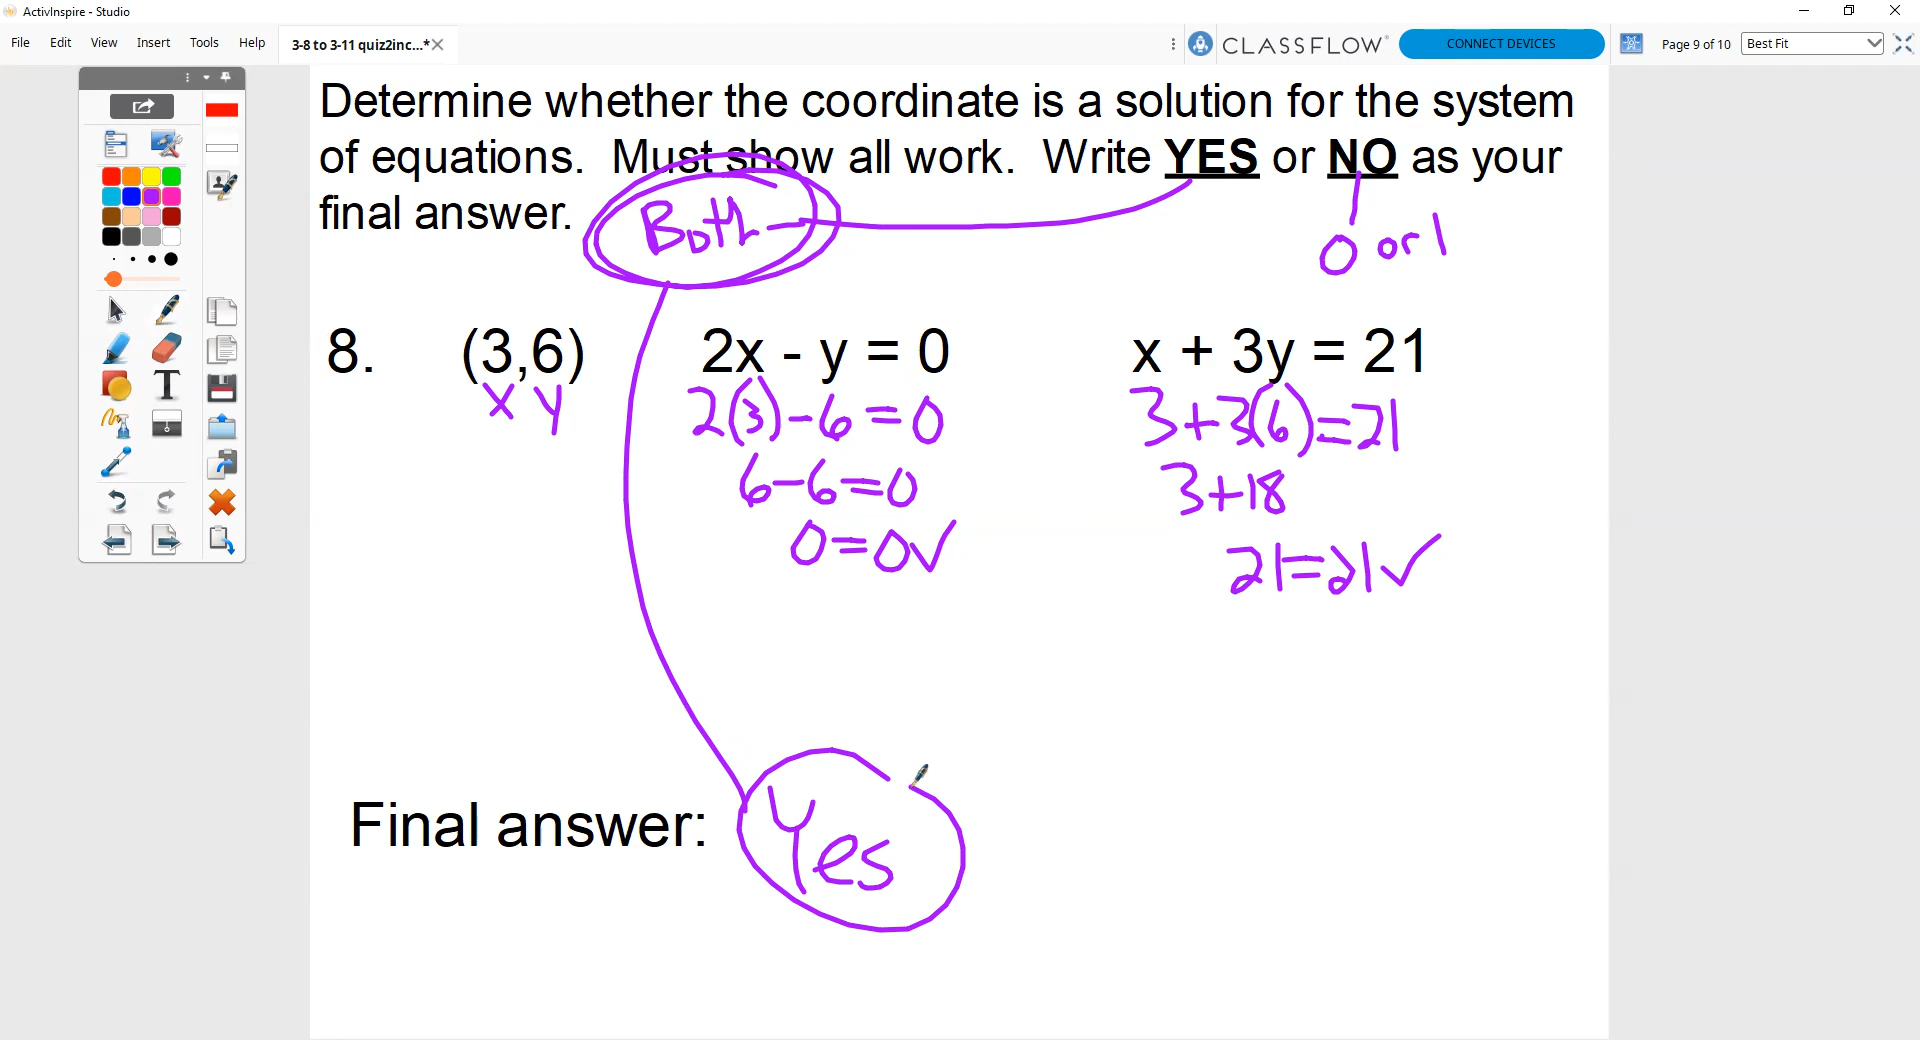 ActivInspire - Studio
File Edit View Insert Tools Help
3-8 to 3-11 quiz2inc...*
CLASSFLOW
CONNECT DEVICES
Page 9 of 10
Best Fit
Determine whether the coordinate is a solution for the system
of equations. Must show all work. Write YES or NO as your
final answer.
Both
0 or 1
8. (3,6) 2x - y = 0 x + 3y = 21
x y 2(3)-6=0 3+3(6)=21
6-6=0 3+18
0=0✓ 21=21✓
Final answer: Yes
T